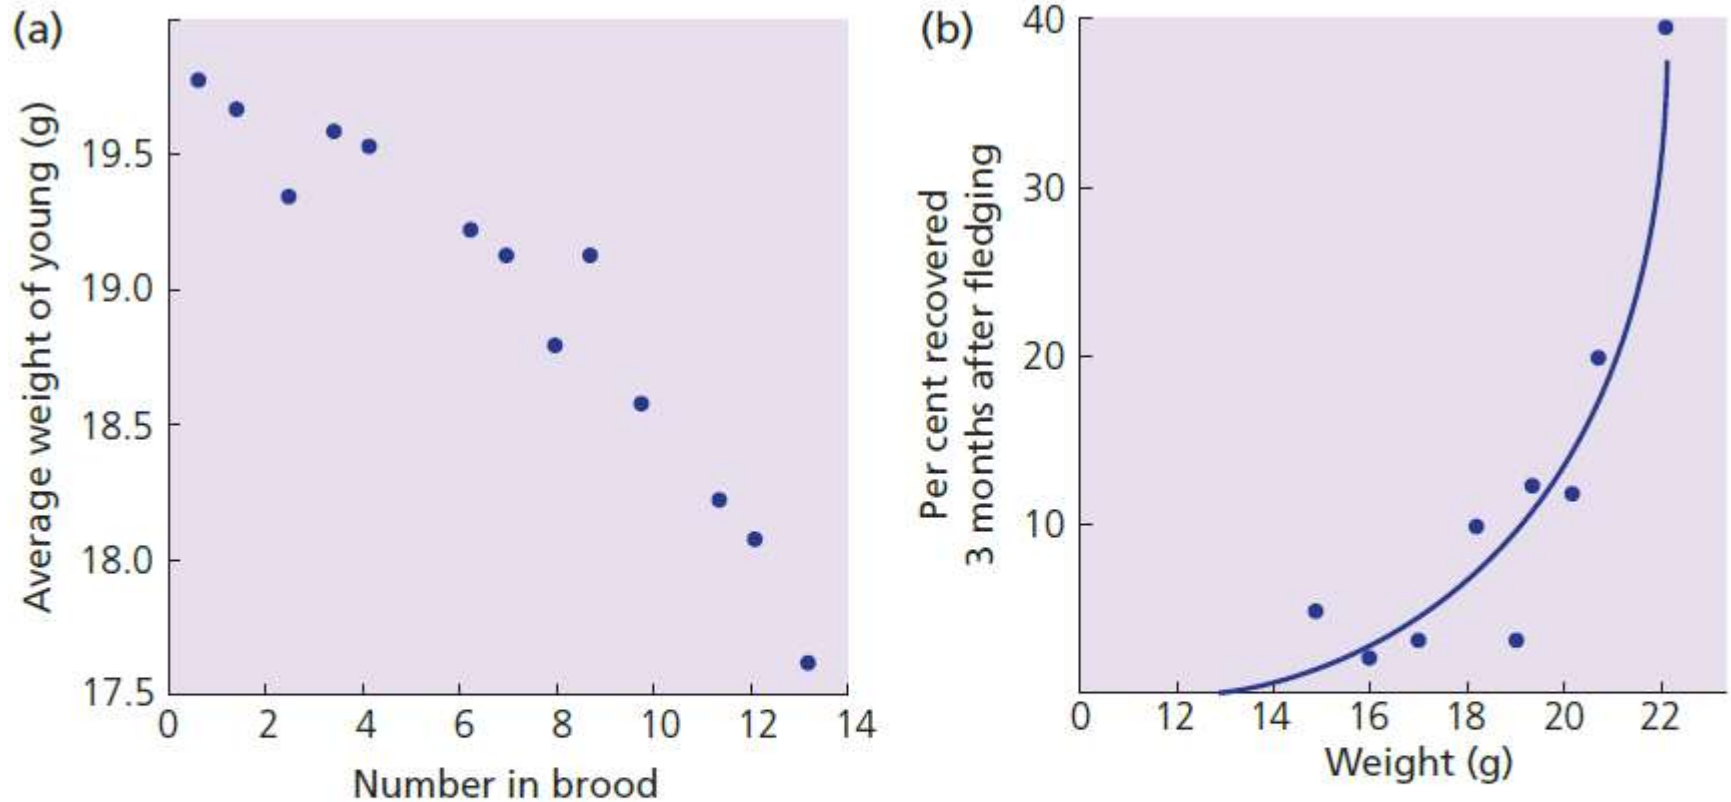 (a)
Average weight of young (g)
19.5
19.0
18.5
18.0
17.5
0 2 4 6 8 10 12 14
Number in brood
(b)
Per cent recovered
3 months after fledging
40
30
20
10
0 12 14 16 18 20 22
Weight (g)